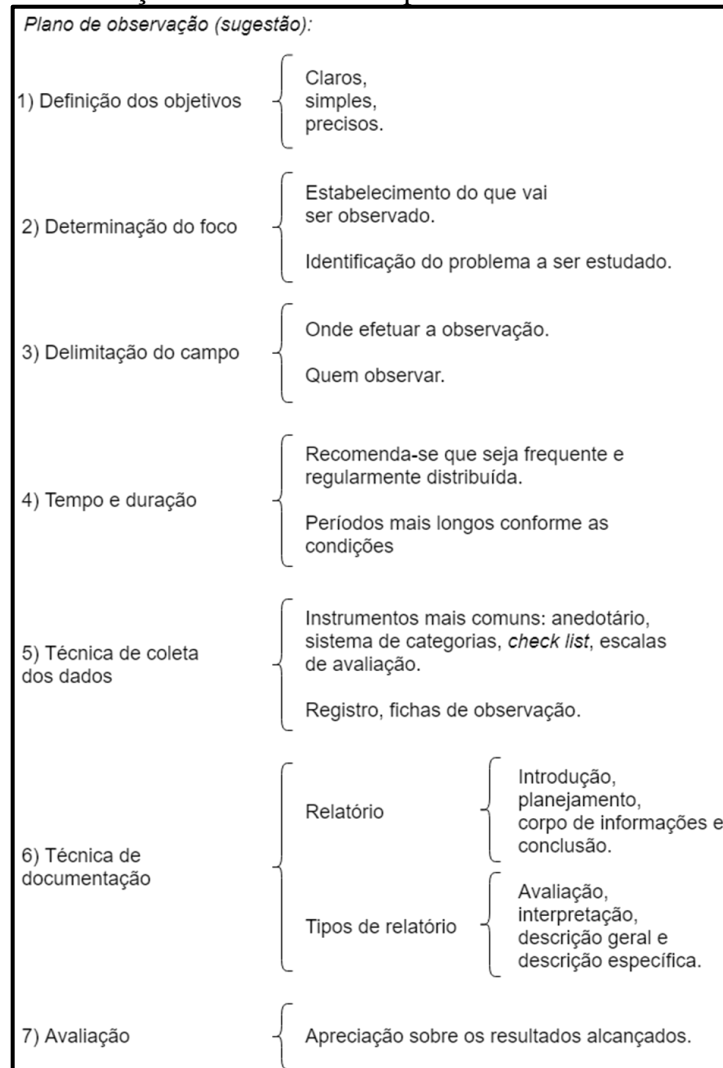 Plano de observação (sugestão):
1) Definição dos objetivos
Claros,
simples,
precisos.
2) Determinação do foco
Estabelecimento do que vai
ser observado.
Identificação do problema a ser estudado.
3) Delimitação do campo
Onde efetuar a observação.
Quem observar.
4) Tempo e duração
Recomenda-se que seja frequente e
regularmente distribuída.
Períodos mais longos conforme as
condições
5) Técnica de coleta
dos dados
Instrumentos mais comuns: anedotário,
sistema de categorias, check list, escalas
de avaliação.
Registro, fichas de observação.
6) Técnica de
documentação
Relatório
Introdução,
planejamento,
corpo de informações e
conclusão.
Tipos de relatório
Avaliação,
interpretação,
descrição geral e
descrição específica.
7) Avaliação
Apreciação sobre os resultados alcançados.